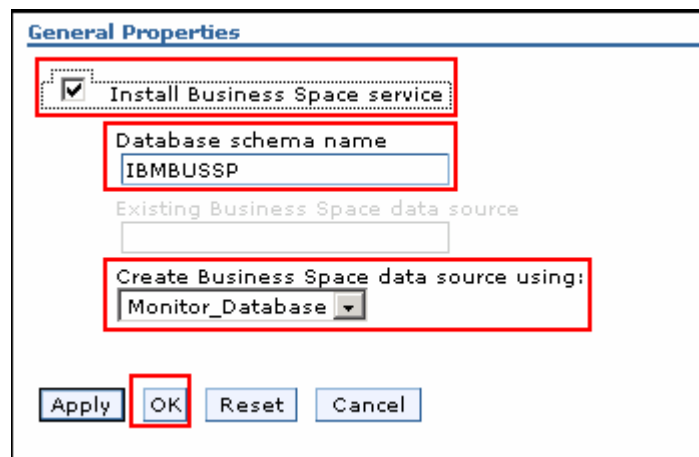 General Properties
Install Business Space service
Database schema name
IBMBUSSP
Existing Business Space data source
Create Business Space data source using:
Monitor_Database
Apply OK Reset Cancel